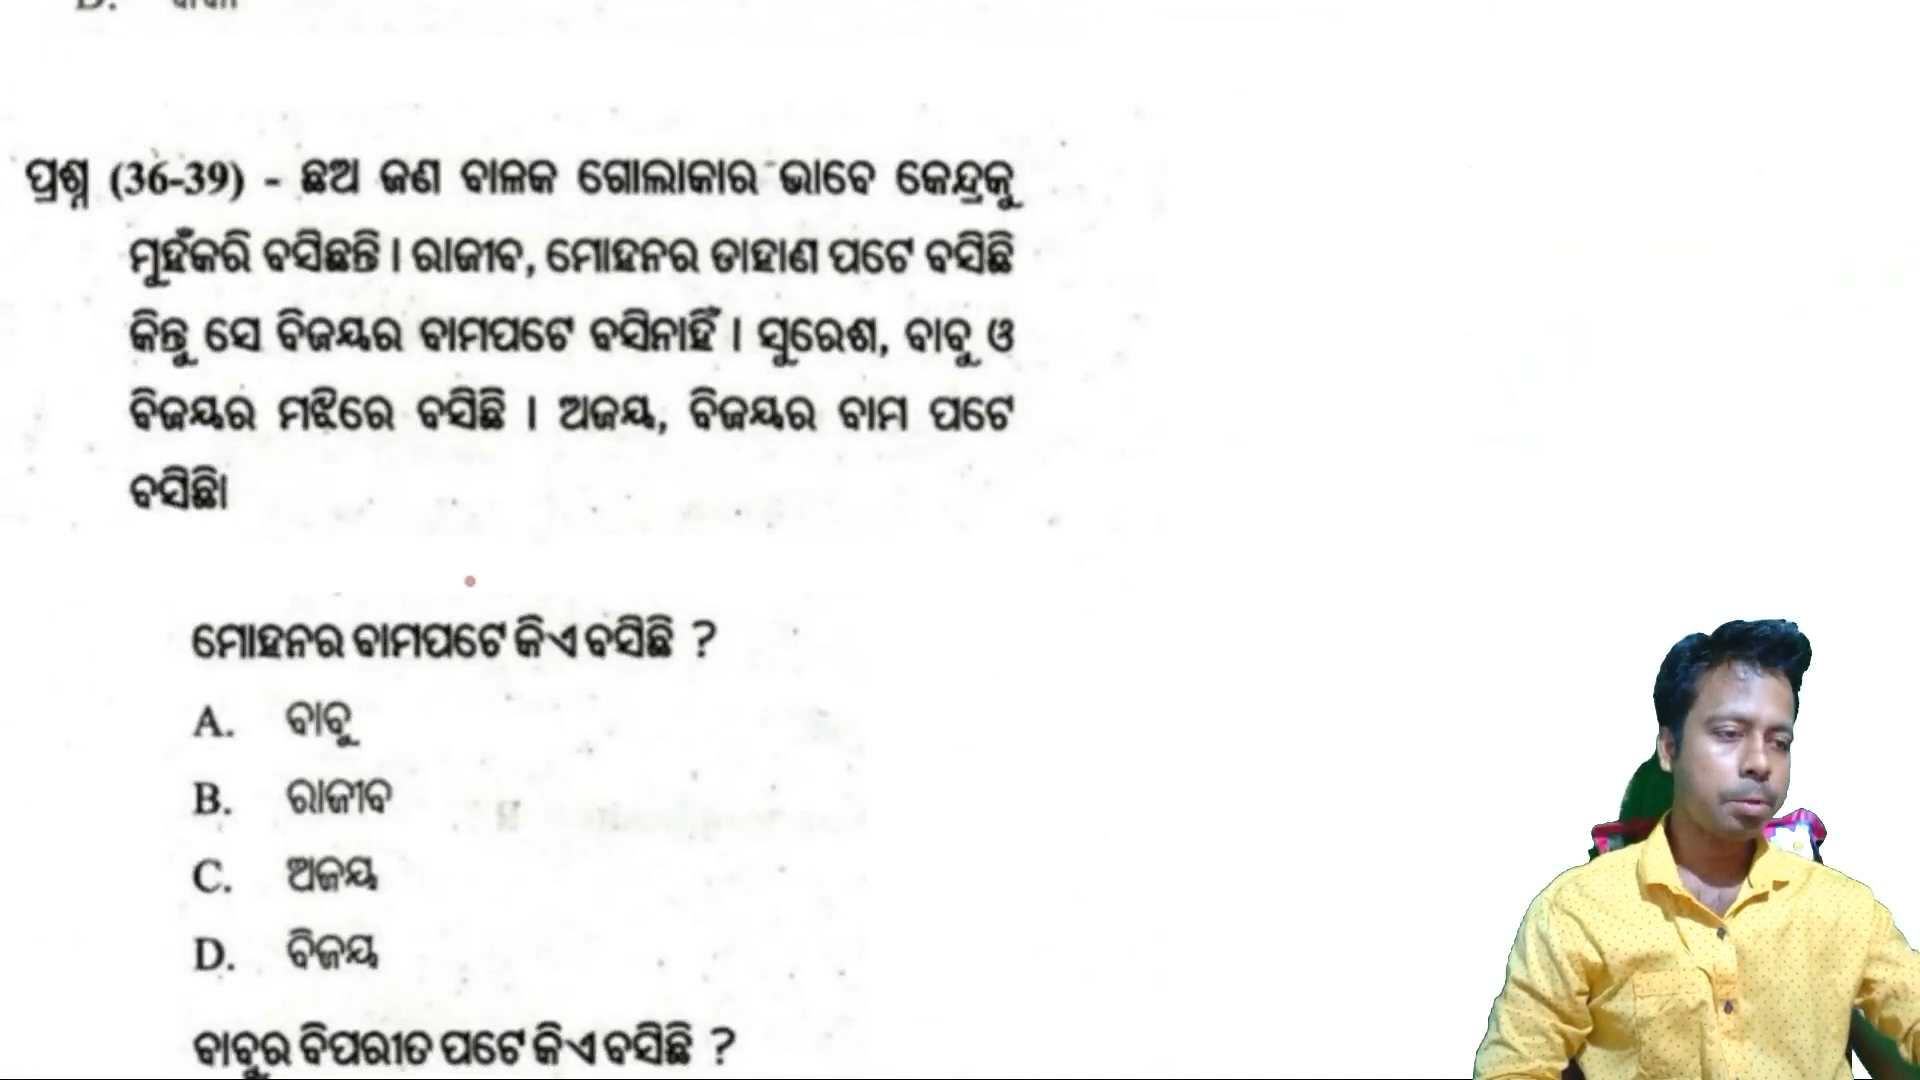 D.
ପ୍ରଶ୍ନ (36-39) - ଛଅ ଜଣ ବାଳକ ଗୋଲାକାର ଭାବେ କେନ୍ଦ୍ରକୁ
ମୁହଁକରି ବସିଛନ୍ତି । ରାଜୀବ, ମୋହନର ଡାହାଣ ପଟେ ବସିଛି
କିନ୍ତୁ ସେ ବିଜୟର ବାମପଟେ ବସିନାହିଁ । ସୁରେଶ, ବାବୁ ଓ
ବିଜୟର ମଝିରେ ବସିଛି । ଅଜୟ, ବିଜୟର ବାମ ପଟେ
ବସିଛି।
ମୋହନର ବାମପଟେ କିଏ ବସିଛି ?
A. ବାବୁ
B. ରାଜୀବ
C. ଅଜୟ
D. ବିଜୟ
ବାବୁର ବିପରୀତ ପଟେ କିଏ ବସିଛି ?